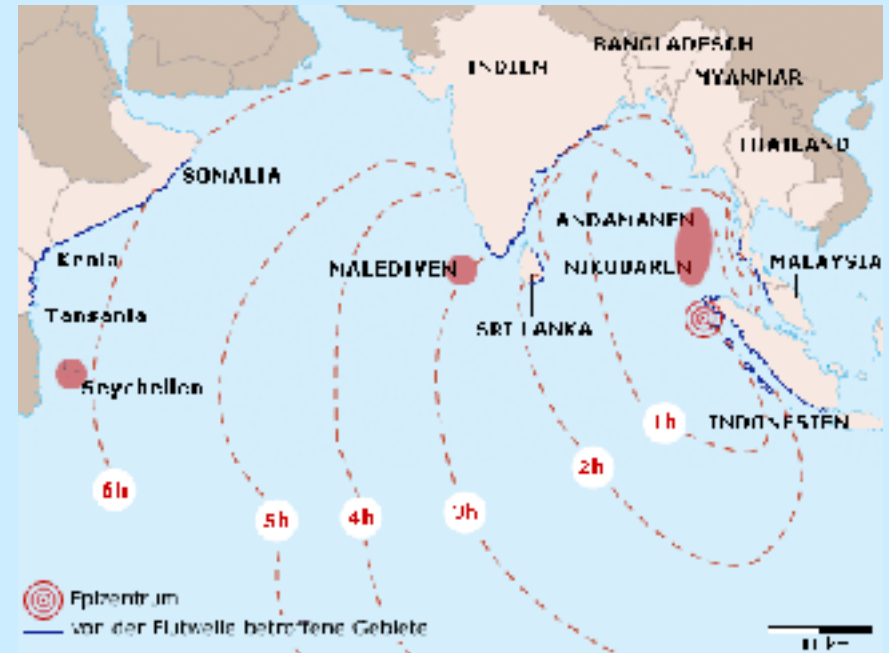 INDIEN
BANGLADESCH
MYANMAR
THAILAND
SOMALIA
ANDAMANEN
Kenia
MALEDIVEN
NIKOBAREN
MALAYSIA
Tansania
SRI LANKA
Seychellen
INDONESIEN
1h
2h
6h
5h
4h
3h
Epizentrum
von der Flutwelle betroffene Gebiete
km